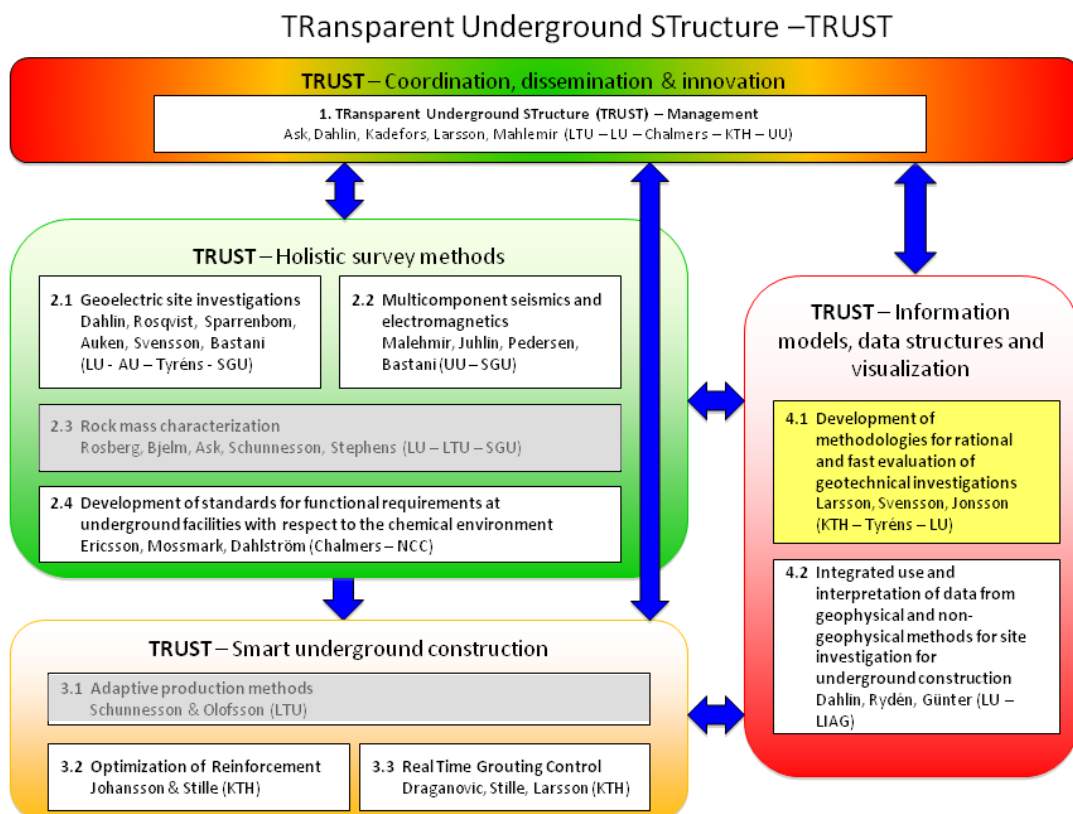 TRansparent Underground STructure –TRUST
TRUST – Coordination, dissemination & innovation
1. TRansparent Underground STructure (TRUST) – Management
Ask, Dahlin, Kadefors, Larsson, Mahlemir (LTU – LU – Chalmers – KTH – UU)
TRUST – Holistic survey methods
2.1 Geoelectric site investigations
Dahlin, Rosqvist, Sparrenbom,
Auken, Svensson, Bastani
(LU - AU – Tyréns - SGU)
2.2 Multicomponent seismics and
electromagnetics
Malehmir, Juhlin, Pedersen,
Bastani (UU – SGU)
2.3 Rock mass characterization
Rosberg, Bjelm, Ask, Schunnesson, Stephens (LU – LTU – SGU)
2.4 Development of standards for functional requirements at
underground facilities with respect to the chemical environment
Ericsson, Mossmark, Dahlström (Chalmers – NCC)
TRUST – Smart underground construction
3.1 Adaptive production methods
Schunnesson & Olofsson (LTU)
3.2 Optimization of Reinforcement
Johansson & Stille (KTH)
3.3 Real Time Grouting Control
Draganovic, Stille, Larsson (KTH)
TRUST – Information
models, data structures and
visualization
4.1 Development of
methodologies for rational
and fast evaluation of
geotechnical investigations
Larsson, Svensson, Jonsson
(KTH – Tyréns – LU)
4.2 Integrated use and
interpretation of data from
geophysical and non-
geophysical methods for site
investigation for
underground construction
Dahlin, Rydén, Günter (LU –
LIAG)